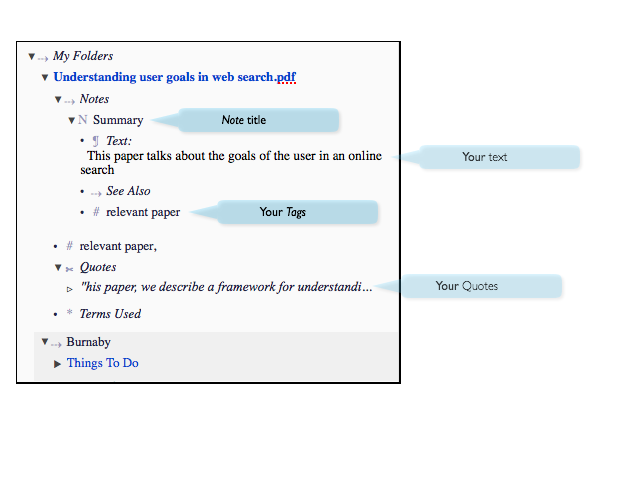 My Folders
Understanding user goals in web search.pdf
Notes
N Summary
Note title
¶ Text:
This paper talks about the goals of the user in an online
search
Your text
See Also
# relevant paper
Your Tags
# relevant paper,
Quotes
"his paper, we describe a framework for understandi...
Your Quotes
* Terms Used
Burnaby
Things To Do